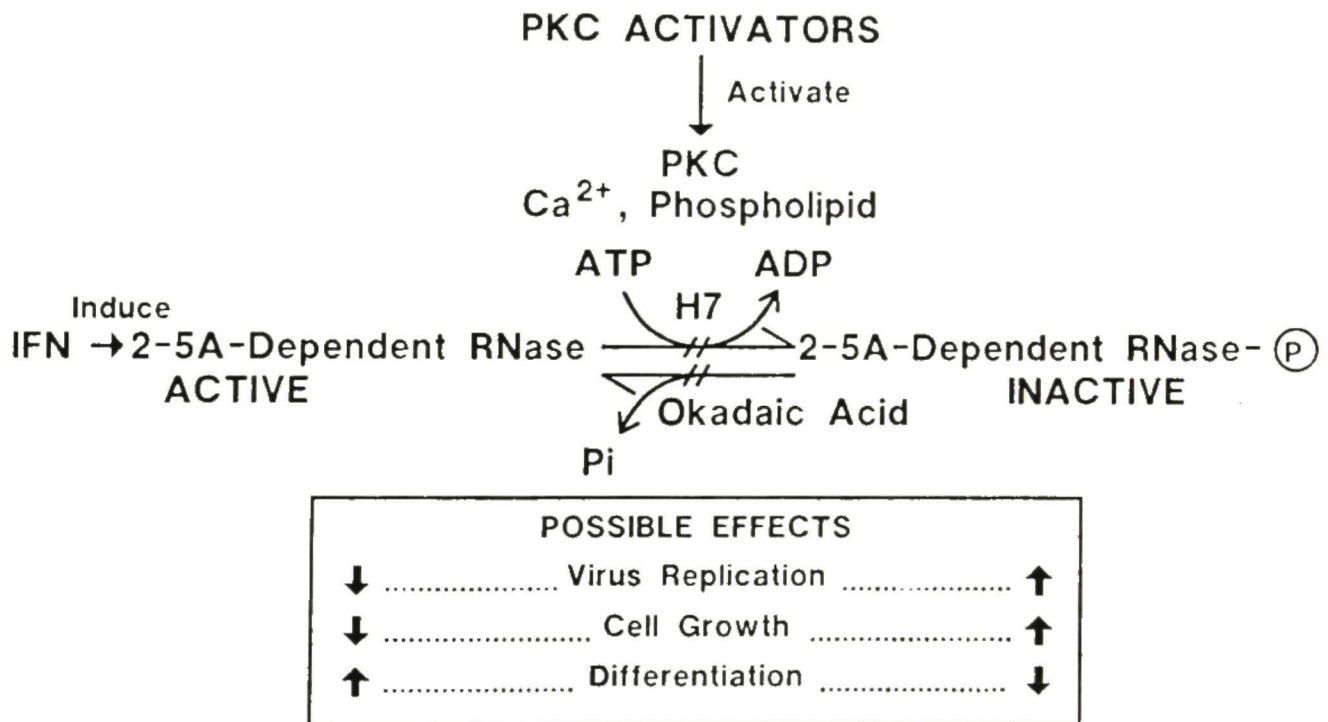 PKC ACTIVATORS
Activate
PKC
Ca²⁺, Phospholipid
ATP ADP
Induce H7
IFN → 2-5A-Dependent RNase 2-5A-Dependent RNase- Ⓟ
ACTIVE INACTIVE
Okadaic Acid
Pi
POSSIBLE EFFECTS
↓ .................... Virus Replication .................... ↑
↓ ........................ Cell Growth ........................ ↑
↑ ...................... Differentiation ...................... ↓